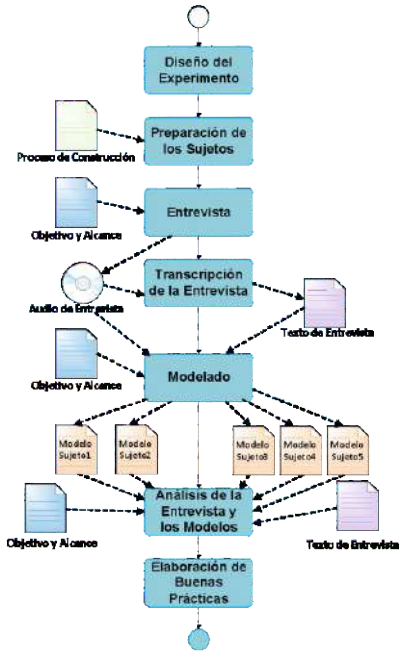 Diseño del
Experimento
Preparación de
los Sujetos
Proceso de Construcción
Entrevista
Objetivo y Alcance
Transcripción
de la Entrevista
Audio de Entrevista
Texto de Entrevista
Modelado
Objetivo y Alcance
Modelo
Sujeto1
Modelo
Sujeto2
Modelo
Sujeto3
Modelo
Sujeto4
Modelo
Sujeto5
Análisis de la
Entrevista y
los Modelos
Objetivo y Alcance
Texto de Entrevista
Elaboración de
Buenas
Prácticas